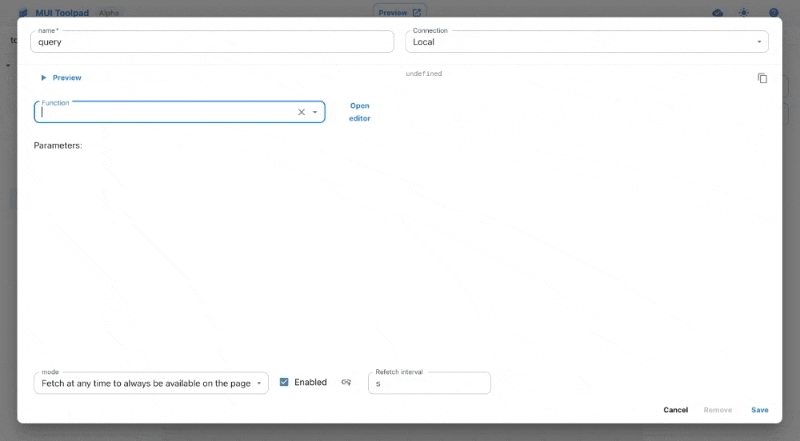 MUI Toolpad Alpha
Preview
name*
query
Connection
Local
Preview
undefined
Function
Open
editor
Parameters:
mode
Fetch at any time to always be available on the page
Enabled
Refetch interval
s
Cancel
Remove
Save